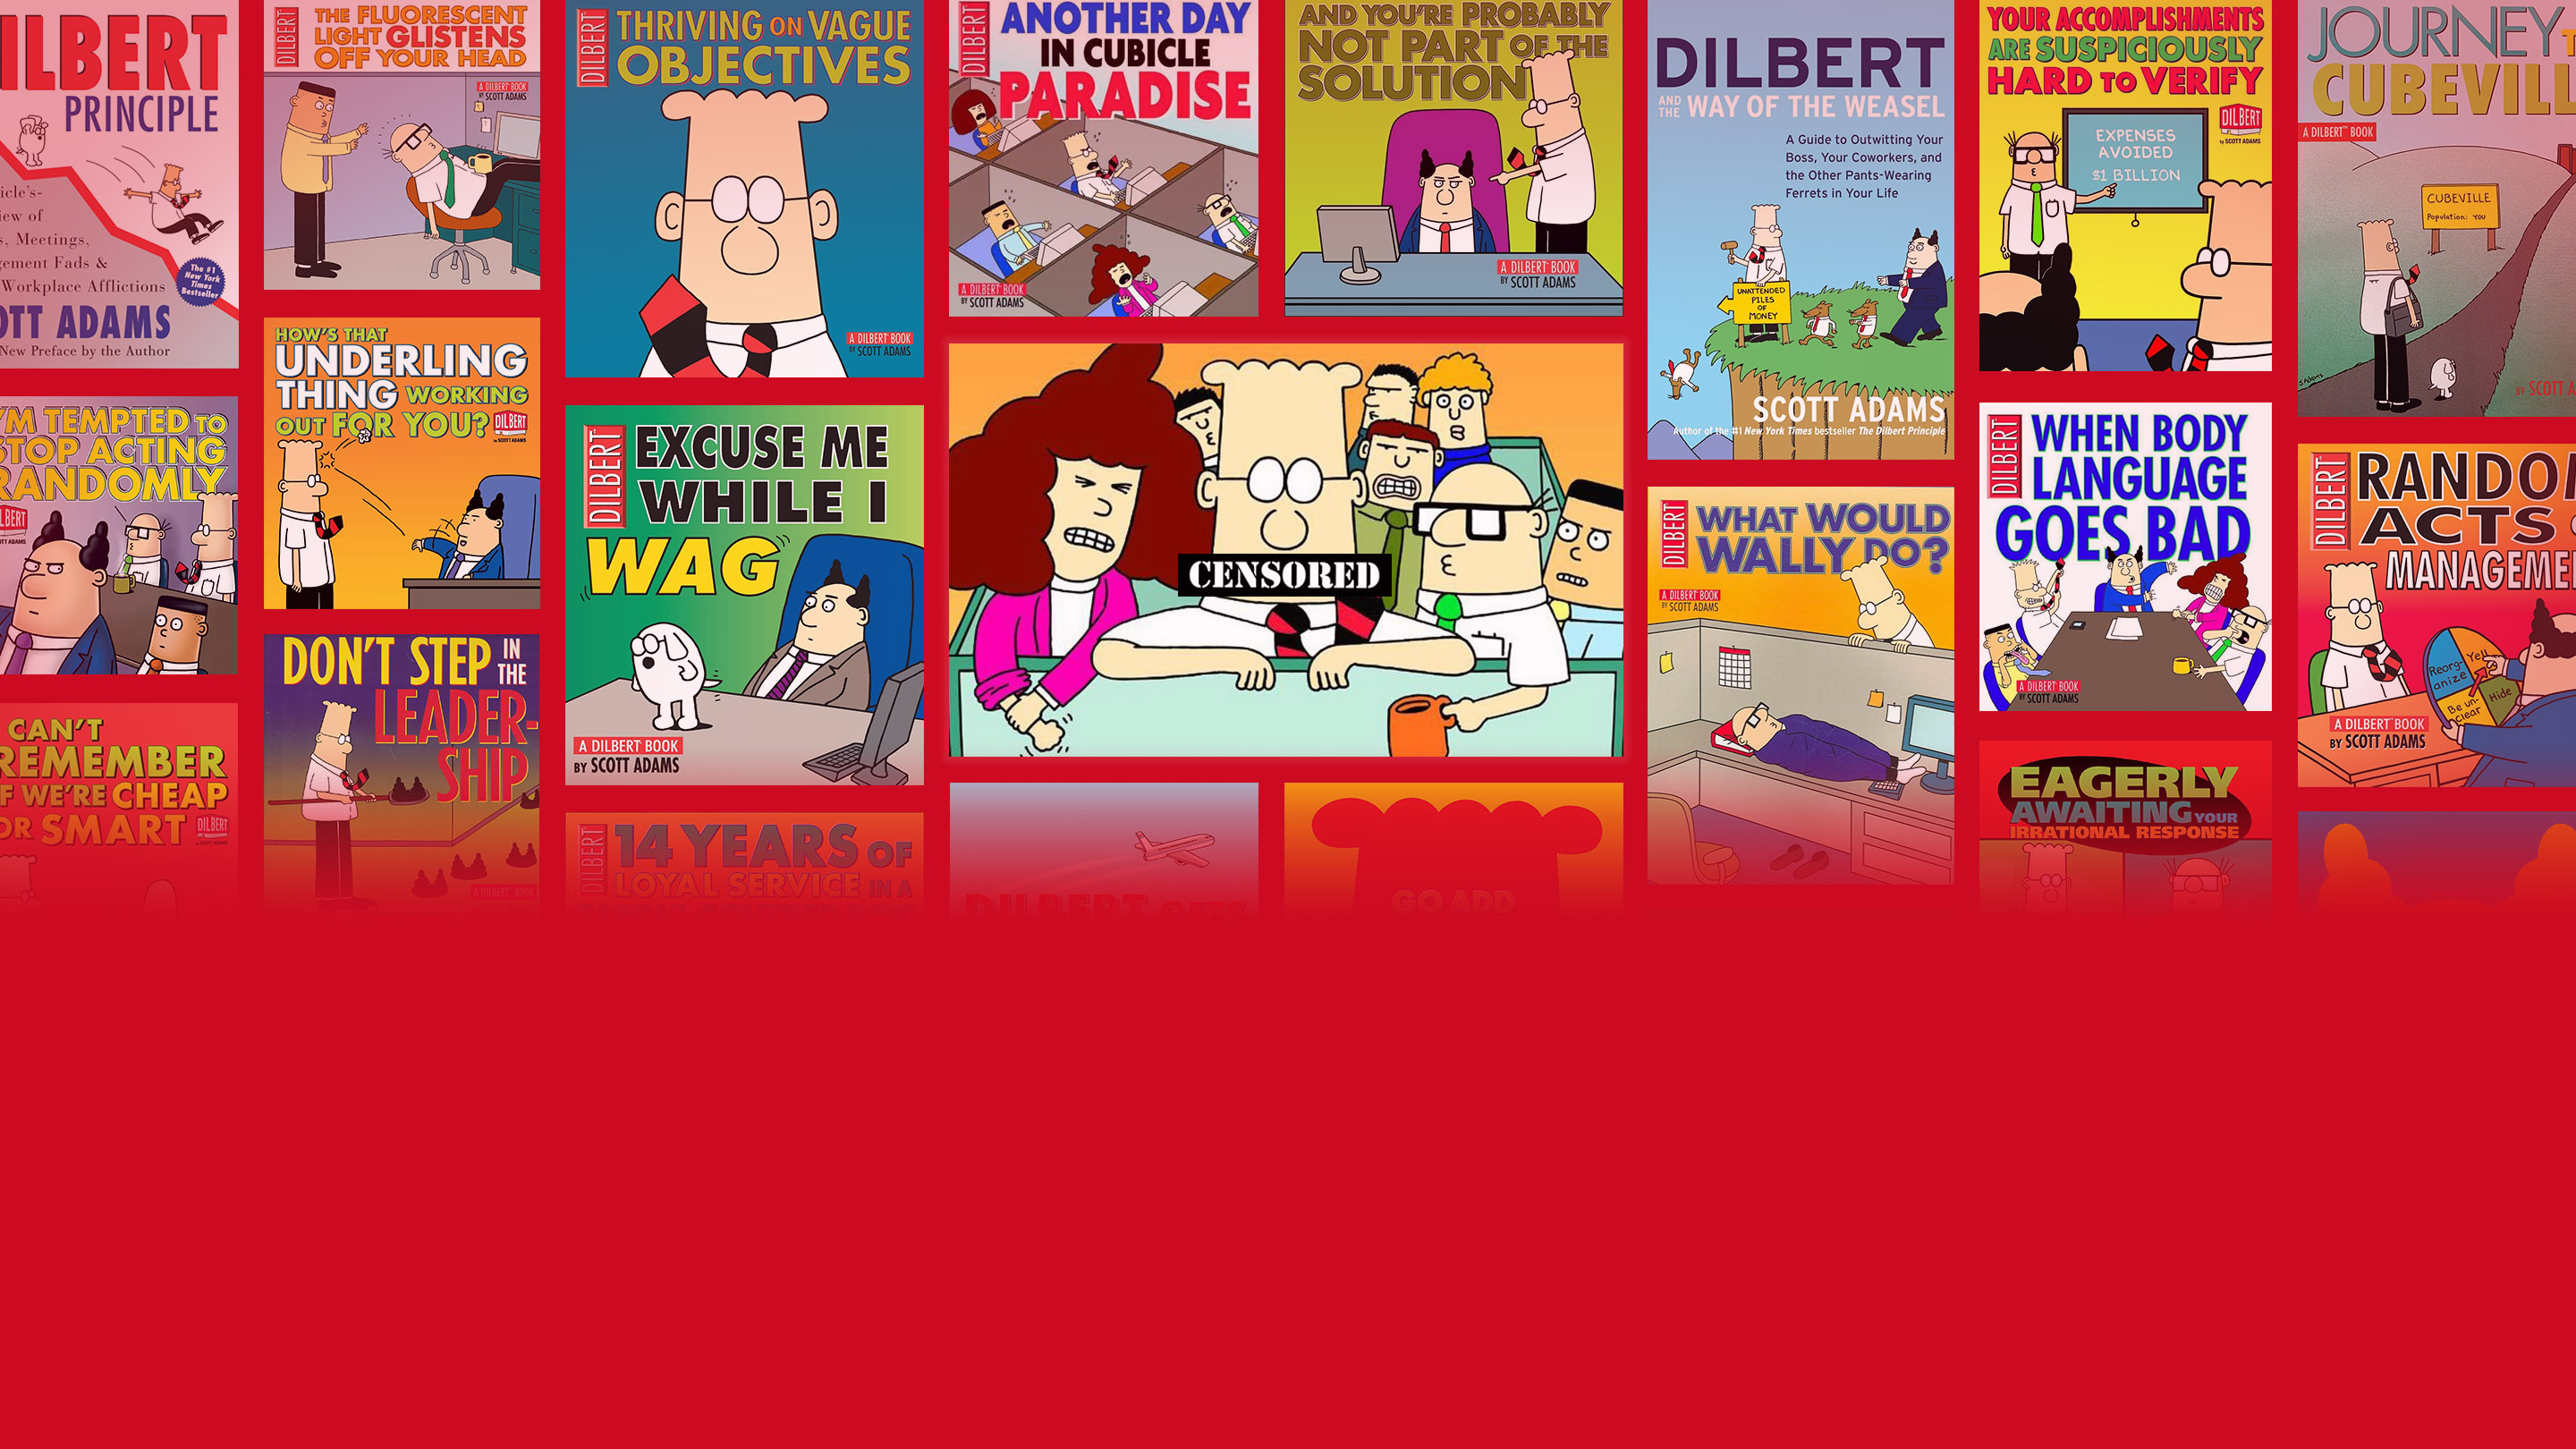 ILBERT
PRINCIPLE
icle's-
iew of
s, Meetings,
gement Fads &
Workplace Afflictions
The #1
New York
Times
Bestseller
OTT ADAMS
New Preface by the Author
'M TEMPTED TO
STOP ACTING
RANDOMLY
LBERT
CAN'T
REMEMBER
F WE'RE CHEAP
OR SMART
DILBERT
DILBERT
THE FLUORESCENT
LIGHT GLISTENS
OFF YOUR HEAD
A DILBERT BOOK
BY SCOTT ADAMS
HOW'S THAT
UNDERLING
THING WORKING
OUT FOR YOU?
DILBERT
by SCOTT ADAMS
DON'T STEP IN
THE
LEADER-
SHIP
A DILBERT BOOK
DILBERT
THRIVING ON VAGUE
OBJECTIVES
A DILBERT BOOK
BY SCOTT ADAMS
DILBERT
EXCUSE ME
WHILE I
WAG
A DILBERT BOOK
BY SCOTT ADAMS
DILBERT
14 YEARS OF
LOYAL SERVICE IN A
DILBERT
ANOTHER DAY
IN CUBICLE
PARADISE
A DILBERT BOOK
BY SCOTT ADAMS
AND YOU'RE PROBABLY
NOT PART OF THE
SOLUTION
A DILBERT BOOK
BY SCOTT ADAMS
CENSORED
DILBERT GETS
GO ADD
DILBERT
AND
THE WAY OF THE WEASEL
A Guide to Outwitting Your
Boss, Your Coworkers, and
the Other Pants-Wearing
Ferrets in Your Life
UNATTENDED
PILES
OF
MONEY
SCOTT ADAMS
Author of the #1 New York Times bestseller The Dilbert Principle
DILBERT
WHAT WOULD
WALLY DO?
A DILBERT BOOK
BY SCOTT ADAMS
YOUR ACCOMPLISHMENTS
ARE SUSPICIOUSLY
HARD TO VERIFY
DILBERT
by SCOTT ADAMS
EXPENSES
AVOIDED
$1 BILLION
DILBERT
WHEN BODY
LANGUAGE
GOES BAD
A DILBERT BOOK
BY SCOTT ADAMS
EAGERLY
AWAITING YOUR
IRRATIONAL RESPONSE
JOURNEY T
CUBEVILL
A DILBERT BOOK
CUBEVILLE
Population: You
S.Adams
BY SCOTT A
DILBERT
RANDOM
ACTS
MANAGEME
Reorg-
anize
Yell
Be un-
clear
Hide
A DILBERT BOOK
BY SCOTT ADAMS